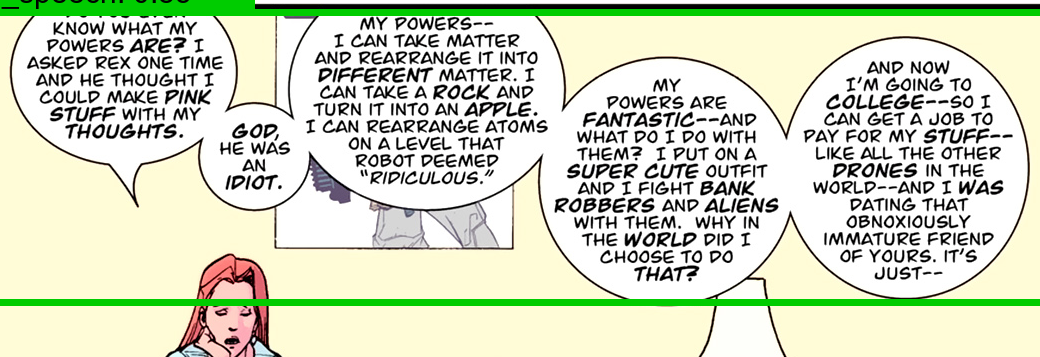 KNOW WHAT MY
POWERS ARE? I
ASKED REX ONE TIME
AND HE THOUGHT I
COULD MAKE PINK
STUFF WITH MY
THOUGHTS.
GOD,
HE WAS
AN
IDIOT.
MY POWERS--
I CAN TAKE MATTER
AND REARRANGE IT INTO
DIFFERENT MATTER. I
CAN TAKE A ROCK AND
TURN IT INTO AN APPLE.
I CAN REARRANGE ATOMS
ON A LEVEL THAT
ROBOT DEEMED
"RIDICULOUS."
MY
POWERS ARE
FANTASTIC--AND
WHAT DO I DO WITH
THEM? I PUT ON A
SUPER CUTE OUTFIT
AND I FIGHT BANK
ROBBERS AND ALIENS
WITH THEM. WHY IN
THE WORLD DID I
CHOOSE TO DO
THAT?
AND NOW
I'M GOING TO
COLLEGE--SO I
CAN GET A JOB TO
PAY FOR MY STUFF--
LIKE ALL THE OTHER
DRONES IN THE
WORLD--AND I WAS
DATING THAT
OBNOXIOUSLY
IMMATURE FRIEND
OF YOURS. IT'S
JUST--